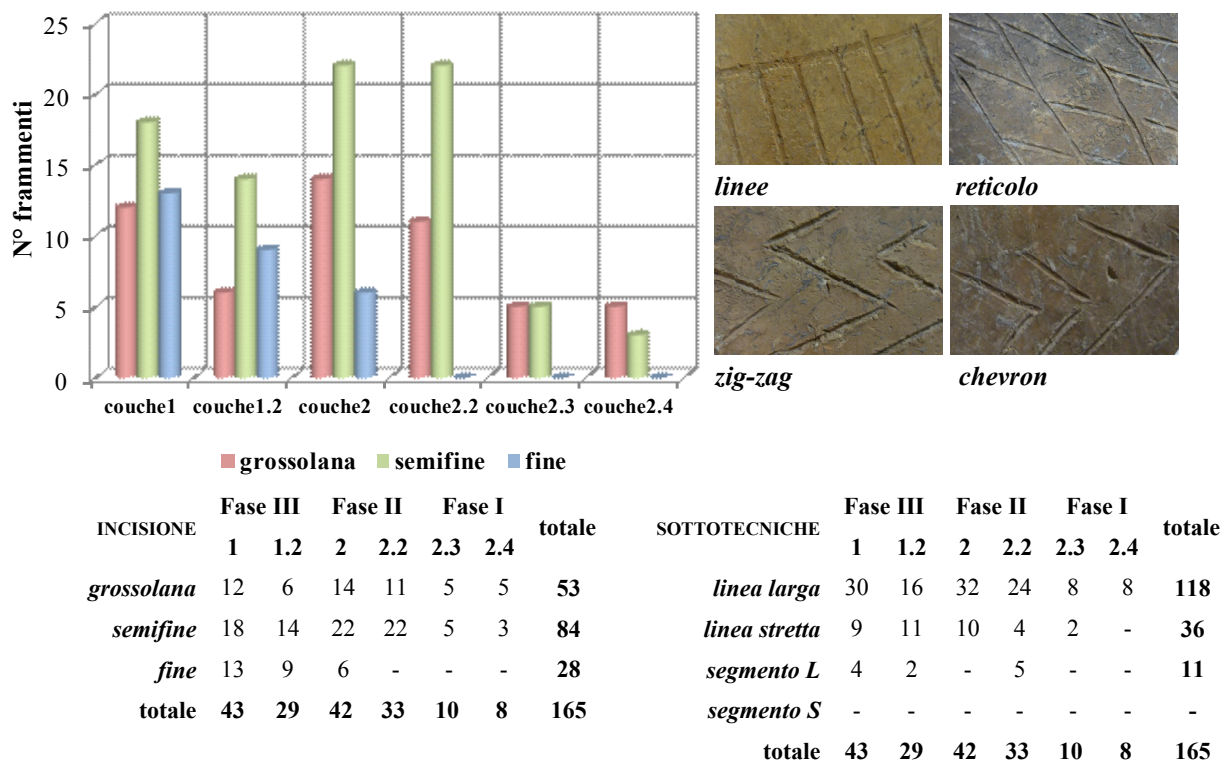 25
20
15
10
5
0
N° frammenti
couche1 couche1.2 couche2 couche2.2 couche2.3 couche2.4
grossolana semifine fine
linee reticolo
zig-zag chevron
INCISIONE Fase III Fase II Fase I totale
1 1.2 2 2.2 2.3 2.4
grossolana 12 6 14 11 5 5 53
semifine 18 14 22 22 5 3 84
fine 13 9 6 - - - 28
totale 43 29 42 33 10 8 165
SOTTOTECNICHE Fase III Fase II Fase I totale
1 1.2 2 2.2 2.3 2.4
linea larga 30 16 32 24 8 8 118
linea stretta 9 11 10 4 2 - 36
segmento L 4 2 - 5 - - 11
segmento S - - - - - - -
totale 43 29 42 33 10 8 165